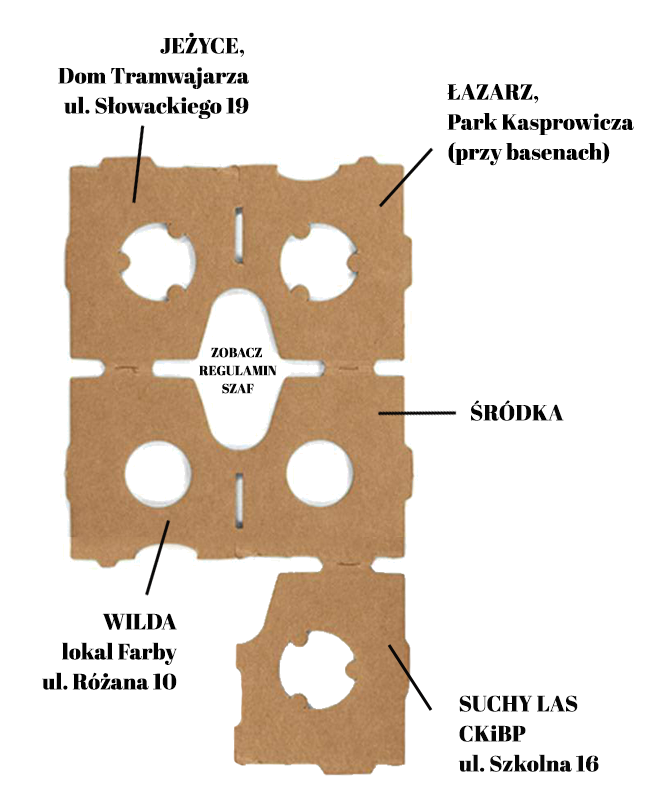 JEŻYCE,
Dom Tramwajarza
ul. Słowackiego 19
ŁAZARZ,
Park Kasprowicza
(przy basenach)
ZOBACZ
REGULAMIN
SZAF
ŚRÓDKA
WILDA
lokal Farby
ul. Różana 10
SUCHY LAS
CKiBP
ul. Szkolna 16